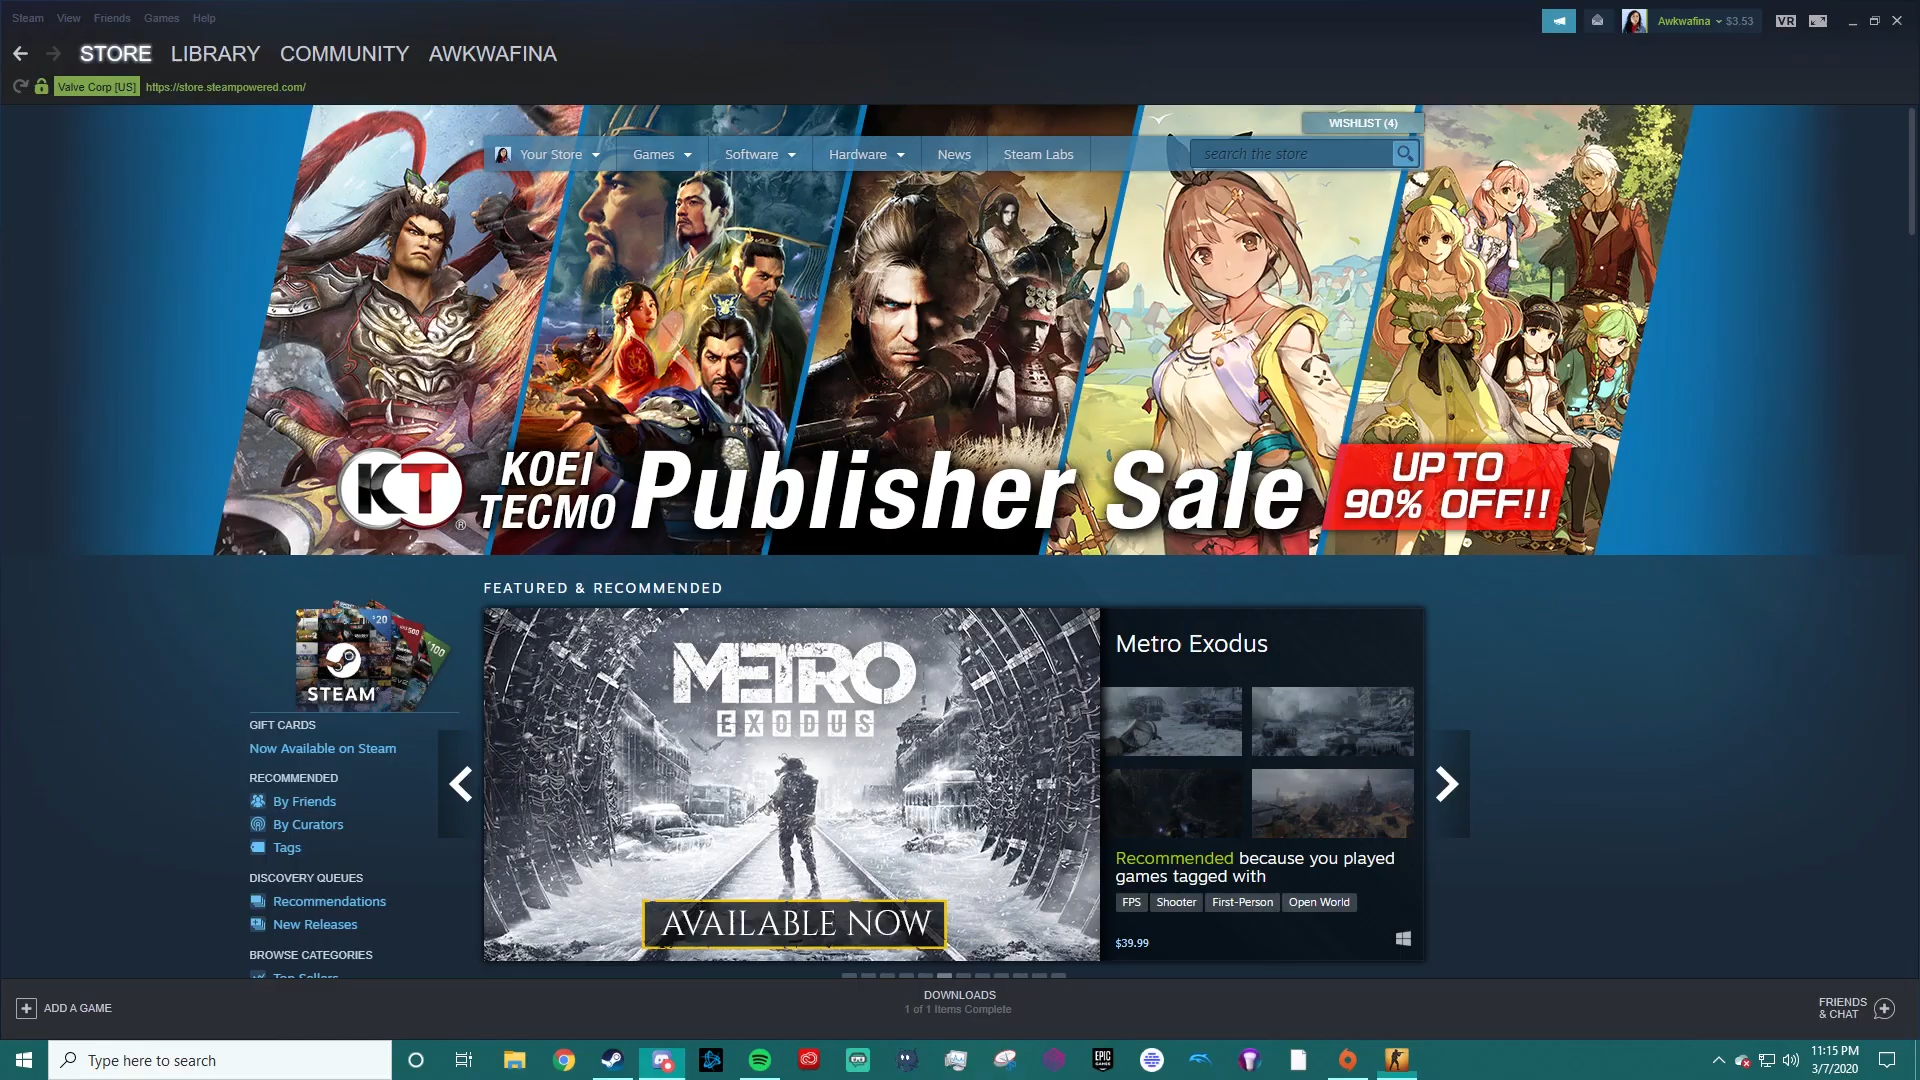 Steam View Friends Games Help
Awkwafina $3.53 VR
STORE LIBRARY COMMUNITY AWKWAFINA
Valve Corp [US] https://store.steampowered.com/
WISHLIST (4)
Your Store Games Software Hardware News Steam Labs search the store
KT KOEI TECMO Publisher Sale UP TO 90% OFF!!
FEATURED & RECOMMENDED
STEAM
GIFT CARDS
Now Available on Steam
RECOMMENDED
By Friends
By Curators
Tags
DISCOVERY QUEUES
Recommendations
New Releases
BROWSE CATEGORIES
Top Sellers
METRO
EXODUS
AVAILABLE NOW
Metro Exodus
Recommended because you played
games tagged with
FPS Shooter First-Person Open World
$39.99
ADD A GAME
DOWNLOADS
1 of 1 Items Complete
FRIENDS
& CHAT
Type here to search
EPIC GAMES
11:15 PM
3/7/2020